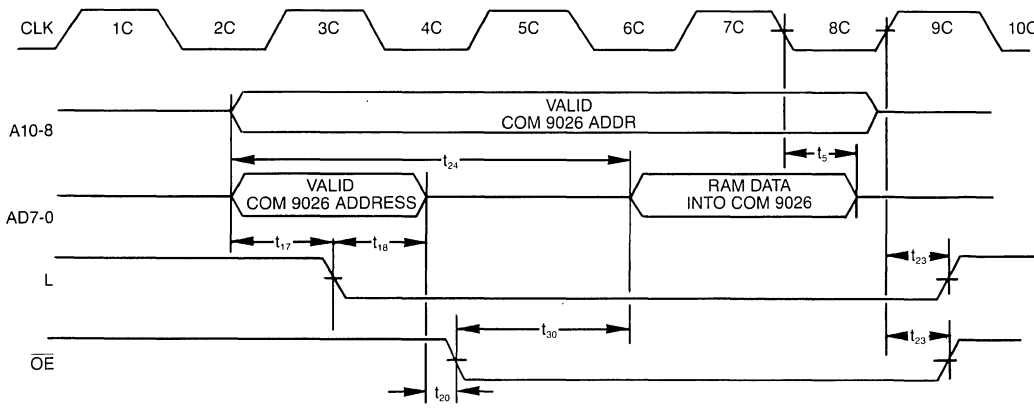 CLK 1C 2C 3C 4C 5C 6C 7C 8C 9C 10C
A10-8 VALID
COM 9026 ADDR
t24 t5
AD7-0 VALID
COM 9026 ADDRESS
RAM DATA
INTO COM 9026
t17 t18 t23
L
t30 t23
OE
t20